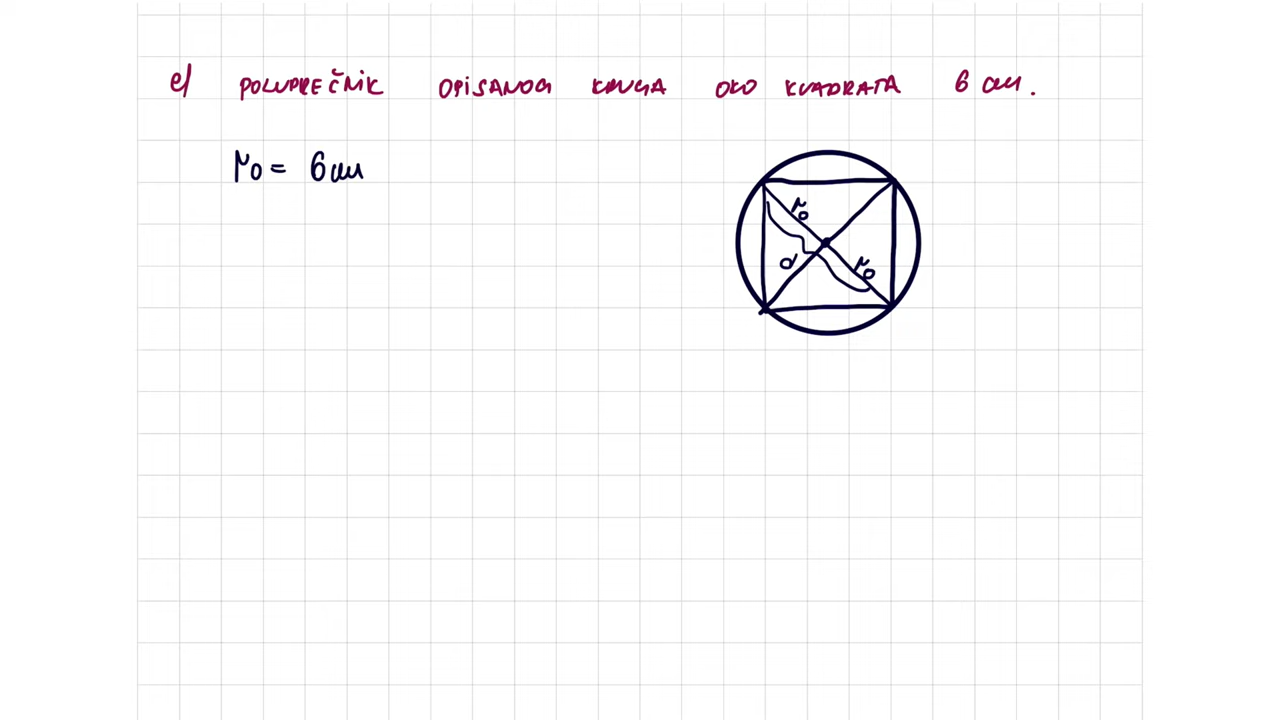 e) POLUPREČNIK OPISANOG KRUGA OKO KVADRATA 6 cm.
r₀ = 6 cm
r₀
d
r₀